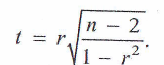 t = r√((n − 2)/(1 − r²)).